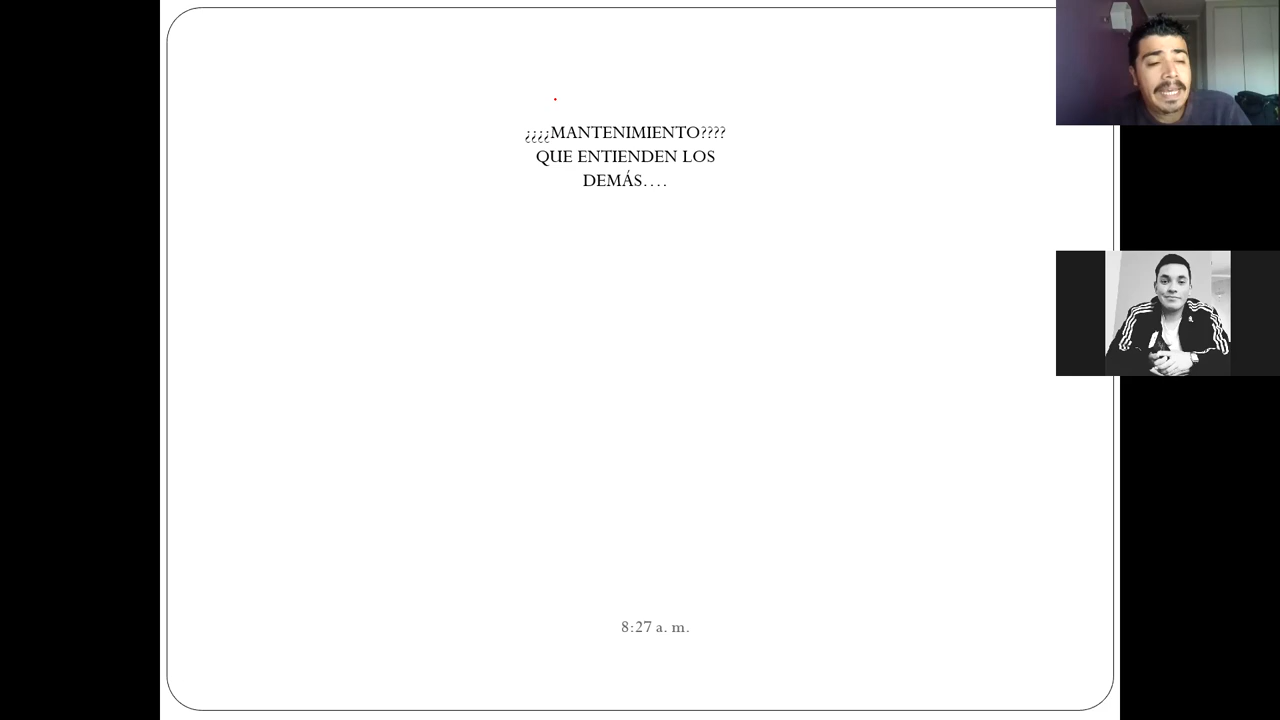 ¿¿¿¿MANTENIMIENTO????
QUE ENTIENDEN LOS
DEMÁS....
8:27 a. m.